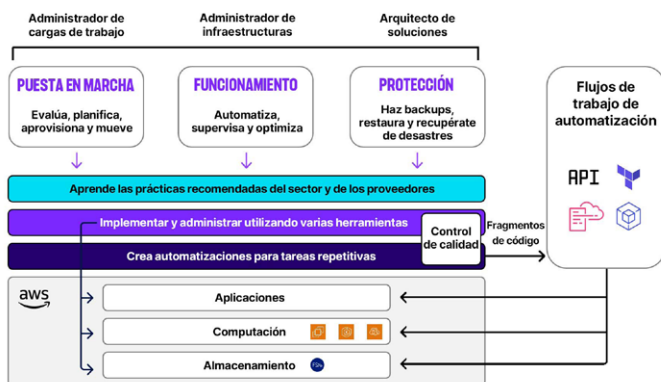 Administrador de
cargas de trabajo
Administrador de
infraestructuras
Arquitecto de
soluciones
PUESTA EN MARCHA
Evalúa, planifica,
aprovisiona y mueve
FUNCIONAMIENTO
Automatiza,
supervisa y optimiza
PROTECCIÓN
Haz backups,
restaura y recupérate
de desastres
Flujos de
trabajo de
automatización
API
Aprende las prácticas recomendadas del sector y de los proveedores
Implementar y administrar utilizando varias herramientas
Control
de calidad
Fragmentos
de código
Crea automatizaciones para tareas repetitivas
aws
Aplicaciones
Computación
Almacenamiento